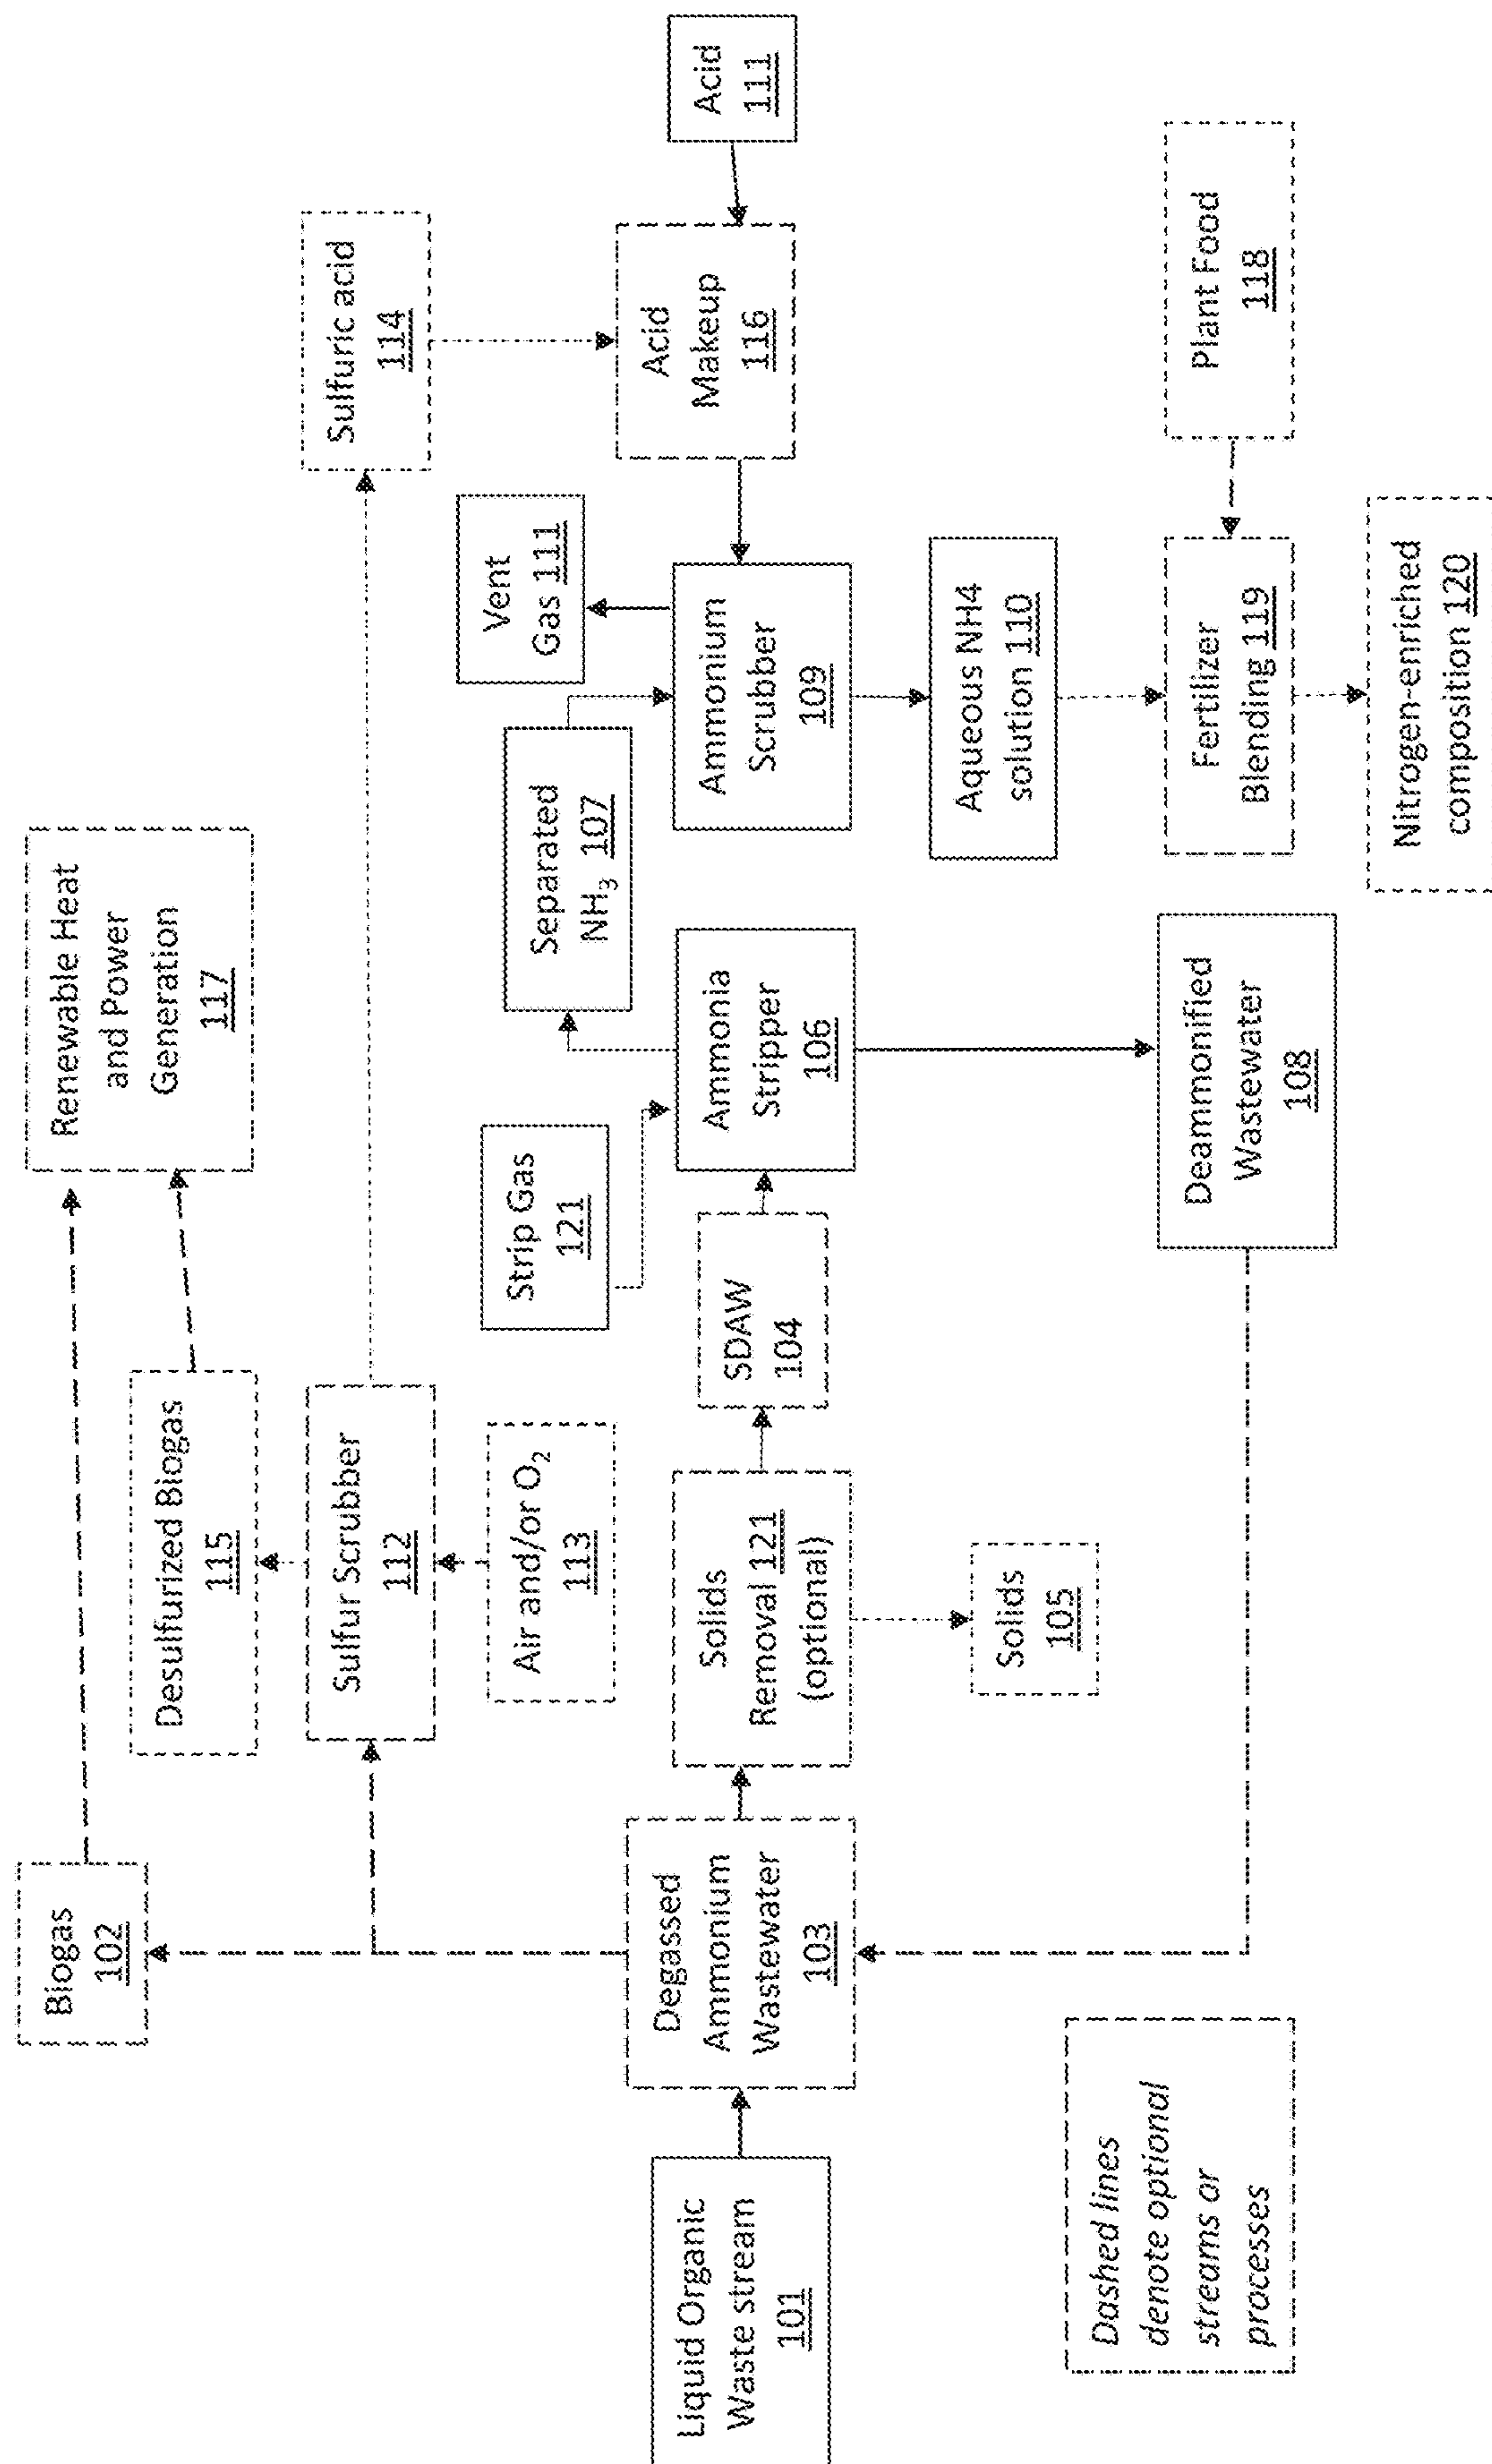 Biogas
102
Renewable Heat
and Power
Generation
117
Desulfurized Biogas
115
Sulfur Scrubber
112
Sulfuric acid
114
Air and/or O₂
113
Strip Gas
121
Separated
NH₃ 107
Vent
Gas 111
Liquid Organic
Waste stream
101
Degassed
Ammonium
Wastewater
103
Solids
Removal 121
(optional)
SDAW
104
Ammonia
Stripper
106
Ammonium
Scrubber
109
Acid
Makeup
116
Acid
111
Solids
105
Aqueous NH4
solution 110
Deammonified
Wastewater
108
Fertilizer
Blending 119
Plant Food
118
Nitrogen-enriched
composition 120
Dashed lines
denote optional
streams or
processes